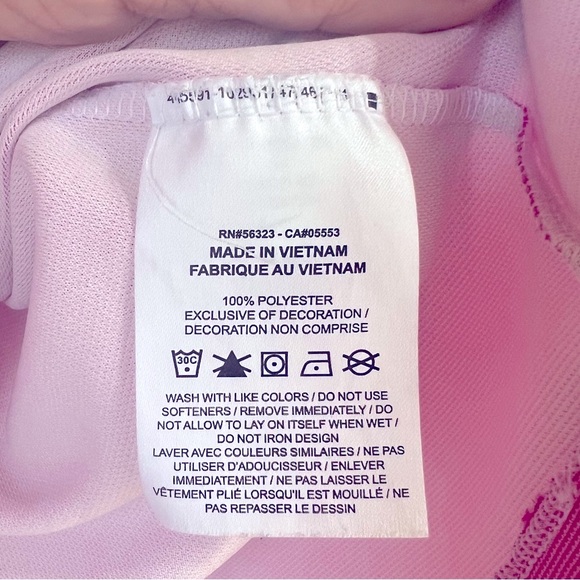 RN#56323 - CA#05553
MADE IN VIETNAM
FABRIQUE AU VIETNAM
100% POLYESTER
EXCLUSIVE OF DECORATION /
DECORATION NON COMPRISE
30C
WASH WITH LIKE COLORS / DO NOT USE
SOFTENERS / REMOVE IMMEDIATELY / DO
NOT ALLOW TO LAY ON ITSELF WHEN WET /
DO NOT IRON DESIGN
LAVER AVEC COULEURS SIMILAIRES / NE PAS
UTILISER D'ADOUCISSEUR / ENLEVER
IMMEDIATEMENT / NE PAS LAISSER LE
VÊTEMENT PLIÉ LORSQU'IL EST MOUILLÉ / NE
PAS REPASSER LE DESSIN